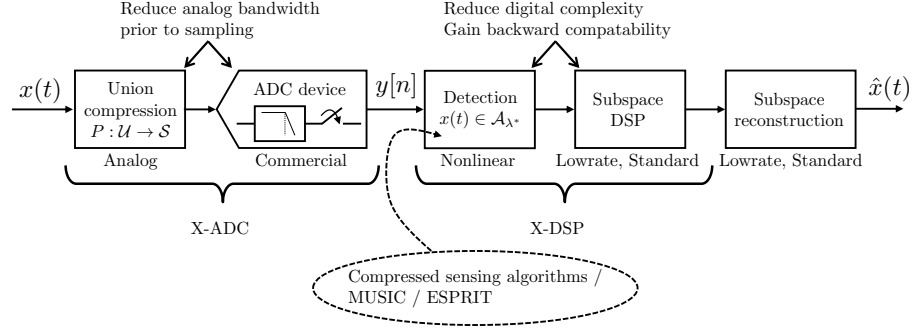 Reduce analog bandwidth
prior to sampling
Reduce digital complexity
Gain backward compatability
x(t)
Union
compression
P : U → S
Analog
ADC device
Commercial
y[n]
Detection
x(t) ∈ A_λ*
Nonlinear
Subspace
DSP
Lowrate, Standard
Subspace
reconstruction
Lowrate, Standard
x̂(t)
X-ADC
X-DSP
Compressed sensing algorithms /
MUSIC / ESPRIT